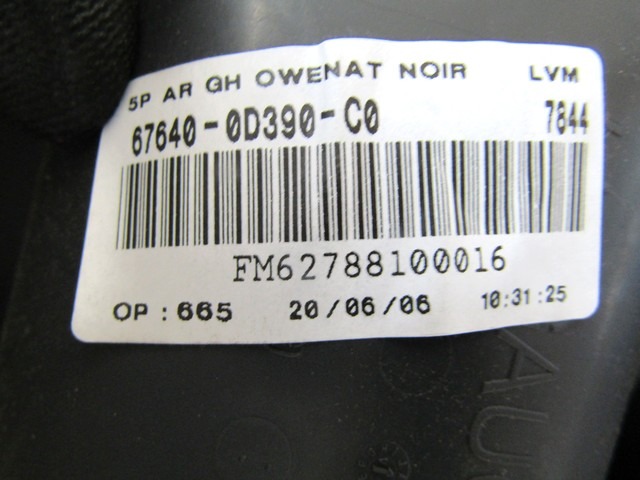 5P AR GH OWENAT NOIR LVM
67640-0D390-C0 7844
FM62788100016
OP : 665 20/06/06 10:31:25